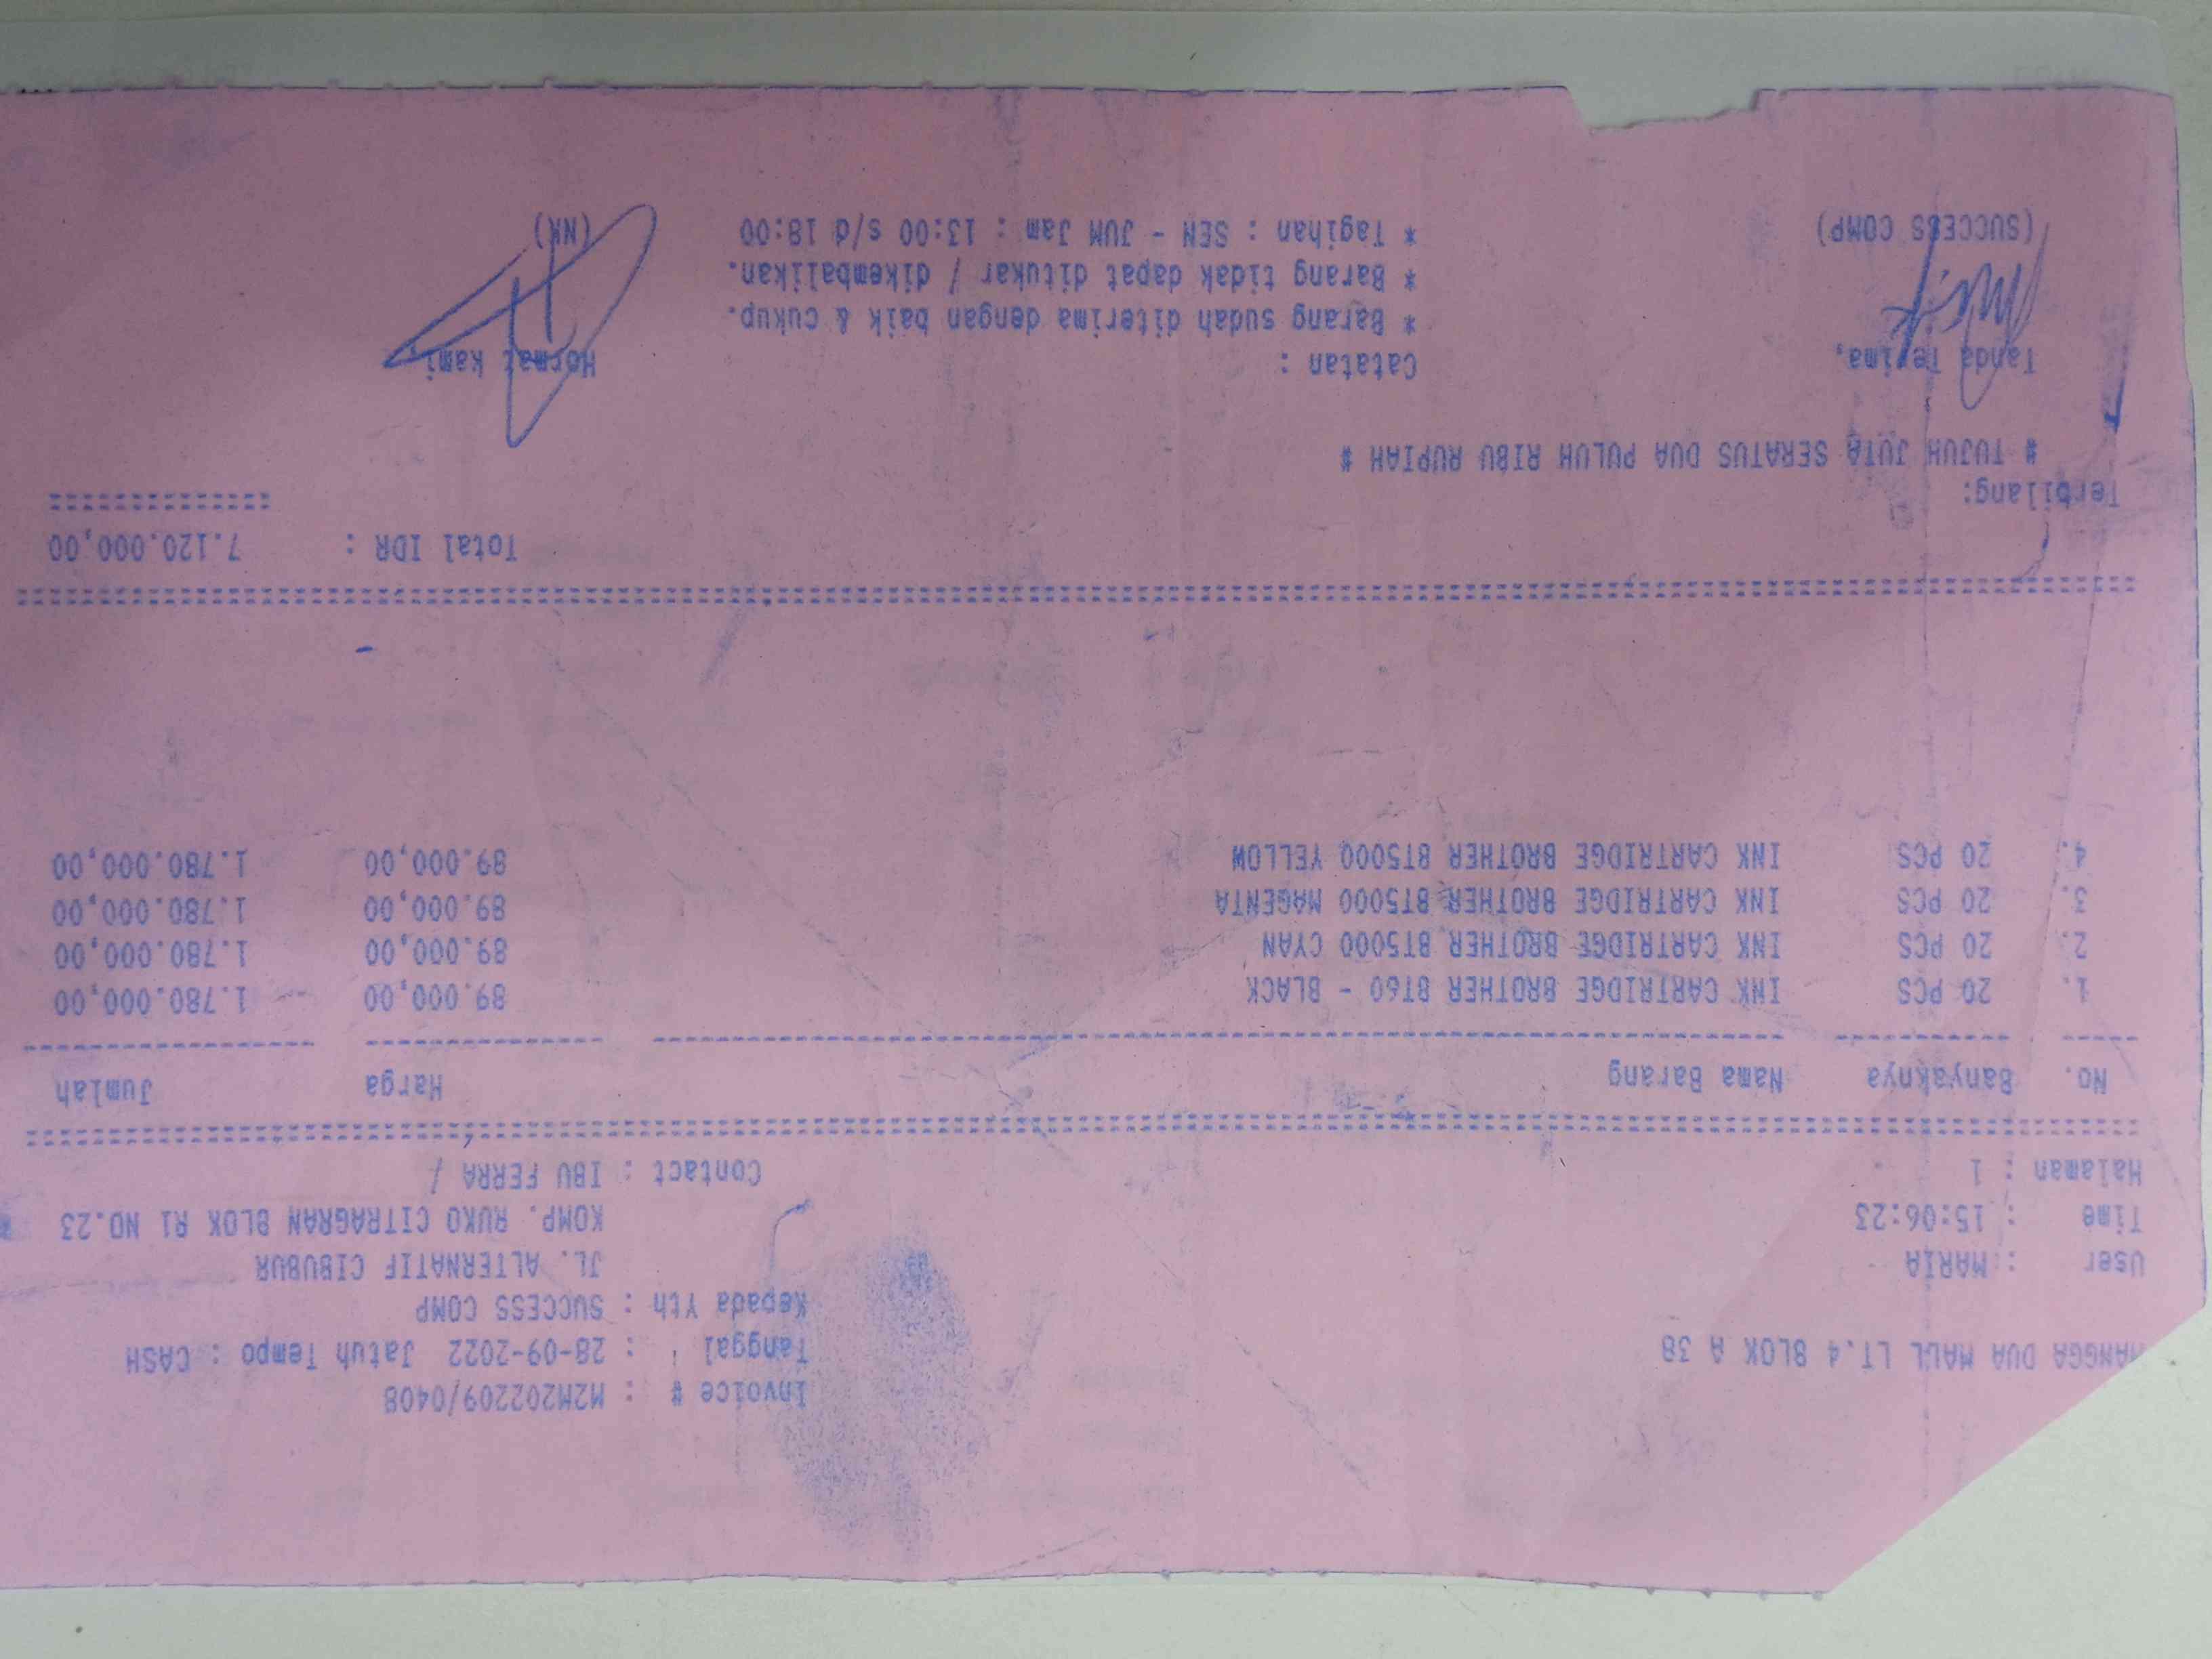 MANGGA DUA MALL LT.4 BLOK A 38
User : MARIA
Time : 15:06:23
Halaman : 1
Invoice # : M2M202209/0408
Tanggal : 28-09-2022 Jatuh Tempo : CASH
Kepada Yth : SUCCESS COMP
JL. ALTERNATIF CIBUBUR
KOMP. RUKO CITRAGRAN BLOK R1 NO.23
Contact : IBU FERRA /
No. Banyaknya Nama Barang Harga Jumlah
1. 20 PCS INK CARTRIDGE BROTHER BT60 - BLACK 89.000,00 1.780.000,00
2. 20 PCS INK CARTRIDGE BROTHER BT5000 CYAN 89.000,00 1.780.000,00
3. 20 PCS INK CARTRIDGE BROTHER BT5000 MAGENTA 89.000,00 1.780.000,00
4. 20 PCS INK CARTRIDGE BROTHER BT5000 YELLOW 89.000,00 1.780.000,00
Total IDR : 7.120.000,00
Terbilang:
# TUJUH JUTA SERATUS DUA PULUH RIBU RUPIAH #
Tanda Terima,
(SUCCESS COMP)
Catatan :
* Barang sudah diterima dengan baik & cukup.
* Barang tidak dapat ditukar / dikembalikan.
* Tagihan : SEN - JUM Jam : 13:00 s/d 18:00
Hormat kami
(NR)